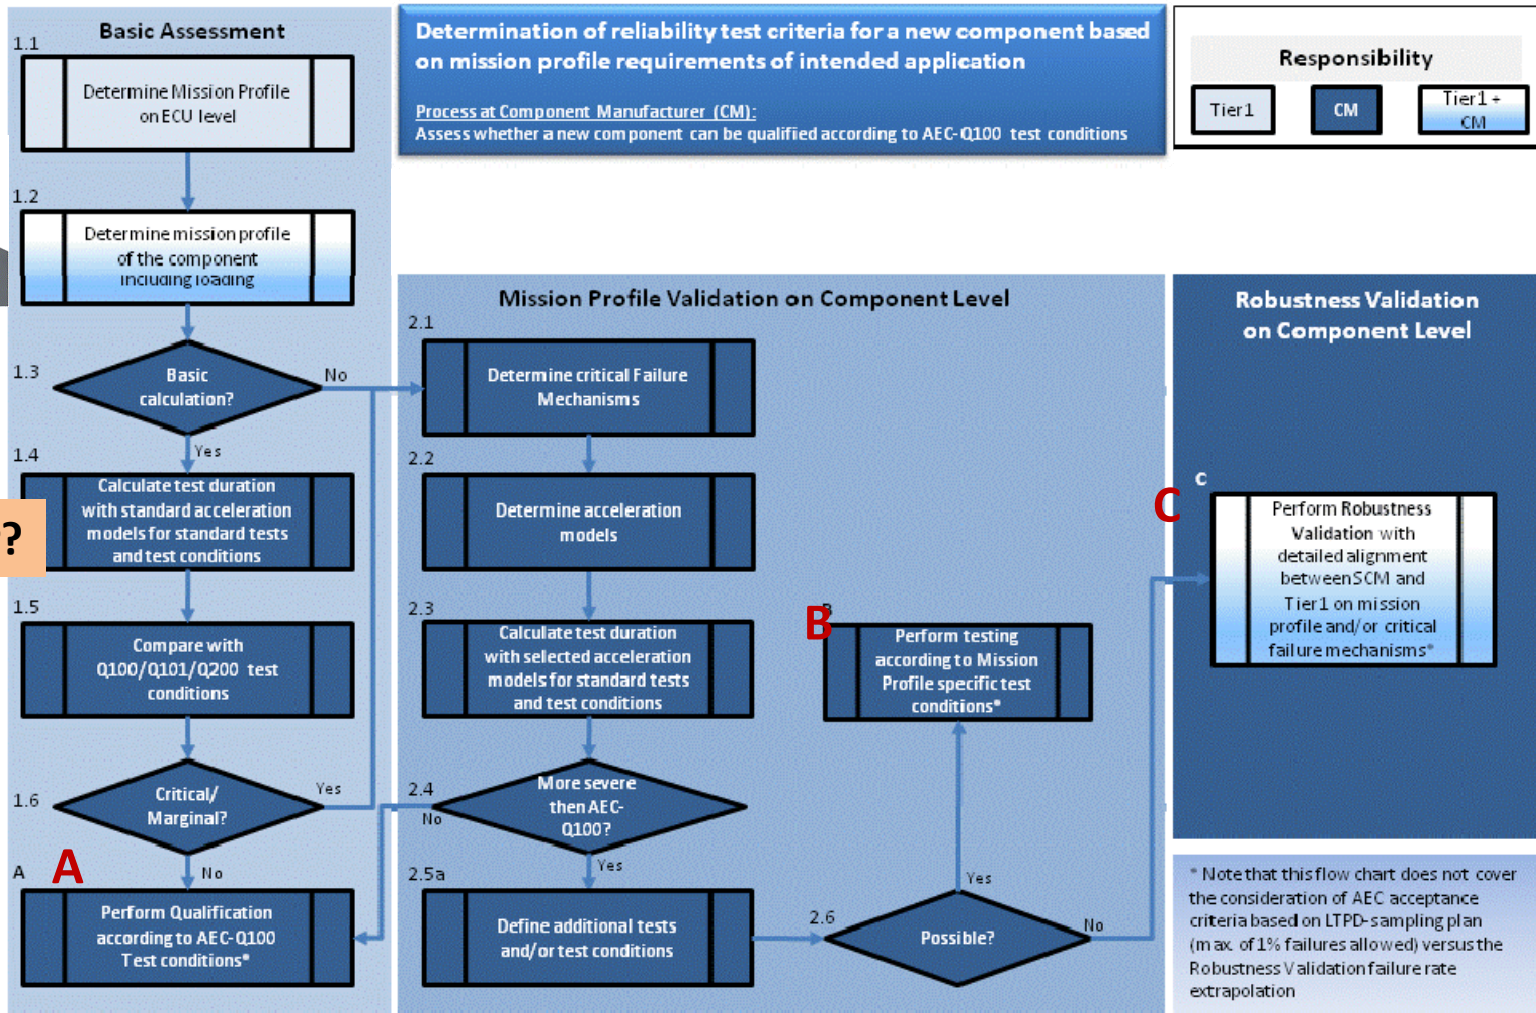 Basic Assessment
1.1
Determine Mission Profile
on ECU level
1.2
Determine mission profile
of the component
including loading
1.3
Basic
calculation?
No
Yes
1.4
Calculate test duration
with standard acceleration
models for standard tests
and test conditions
?
1.5
Compare with
Q100/Q101/Q200 test
conditions
1.6
Critical/
Marginal?
Yes
No
A
A
Perform Qualification
according to AEC-Q100
Test conditions*
Determination of reliability test criteria for a new component based
on mission profile requirements of intended application
Process at Component Manufacturer (CM):
Assess whether a new component can be qualified according to AEC-Q100 test conditions
Responsibility
Tier1
CM
Tier1 +
CM
Mission Profile Validation on Component Level
2.1
Determine critical Failure
Mechanisms
2.2
Determine acceleration
models
2.3
Calculate test duration
with selected acceleration
models for standard tests
and test conditions
2.4
More severe
then AEC-
Q100?
No
Yes
2.5a
Define additional tests
and/or test conditions
2.6
Possible?
Yes
No
B
Perform testing
according to Mission
Profile specific test
conditions*
Robustness Validation
on Component Level
C
c
Perform Robustness
Validation with
detailed alignment
between SCM and
Tier1 on mission
profile and/or critical
failure mechanisms*
* Note that this flow chart does not cover
the consideration of AEC acceptance
criteria based on LTPD-sampling plan
(max. of 1% failures allowed) versus the
Robustness Validation failure rate
extrapolation